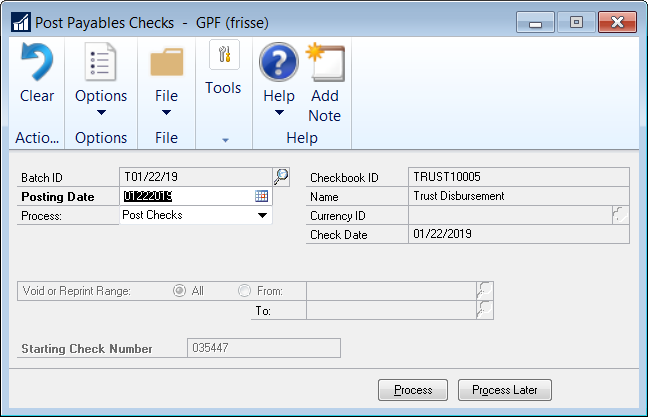 Post Payables Checks - GPF (frisse)
Clear
Options
File
Tools
Help
Add Note
Actio...
Options
File
Help
Batch ID T01/22/19
Checkbook ID TRUST10005
Posting Date 01222019
Name Trust Disbursement
Process: Post Checks
Currency ID
Check Date 01/22/2019
Void or Reprint Range: All From:
To:
Starting Check Number 035447
Process
Process Later